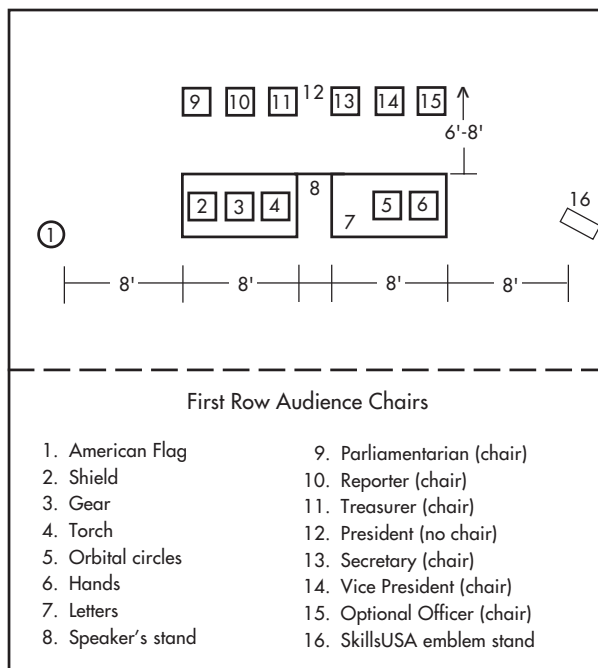 9 10 11 12 13 14 15
6'-8'
2 3 4 8 7 5 6 16
1
8' 8' 8' 8'
First Row Audience Chairs
1. American Flag
2. Shield
3. Gear
4. Torch
5. Orbital circles
6. Hands
7. Letters
8. Speaker's stand
9. Parliamentarian (chair)
10. Reporter (chair)
11. Treasurer (chair)
12. President (no chair)
13. Secretary (chair)
14. Vice President (chair)
15. Optional Officer (chair)
16. SkillsUSA emblem stand